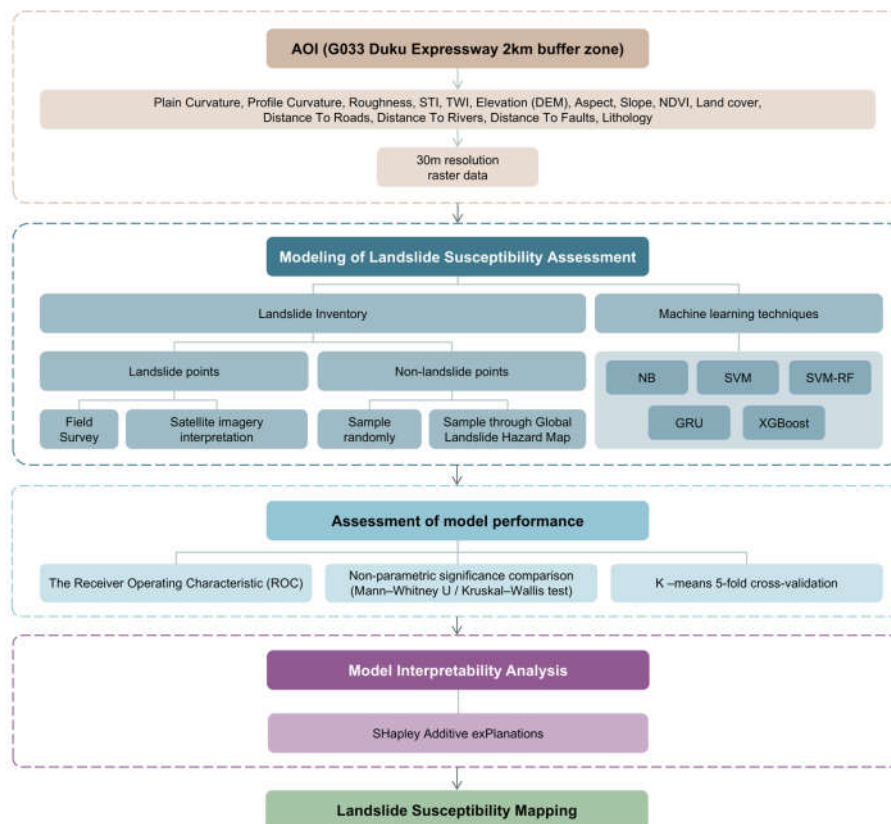 AOI (G033 Duku Expressway 2km buffer zone)
Plain Curvature, Profile Curvature, Roughness, STI, TWI, Elevation (DEM), Aspect, Slope, NDVI, Land cover,
Distance To Roads, Distance To Rivers, Distance To Faults, Lithology
30m resolution
raster data
Modeling of Landslide Susceptibility Assessment
Landslide Inventory
Machine learning techniques
Landslide points
Non-landslide points
NB
SVM
SVM-RF
Field
Survey
Satellite imagery
interpretation
Sample
randomly
Sample through Global
Landslide Hazard Map
GRU
XGBoost
Assessment of model performance
The Receiver Operating Characteristic (ROC)
Non-parametric significance comparison
(Mann–Whitney U / Kruskal–Wallis test)
K –means 5-fold cross-validation
Model Interpretability Analysis
SHapley Additive exPlanations
Landslide Susceptibility Mapping